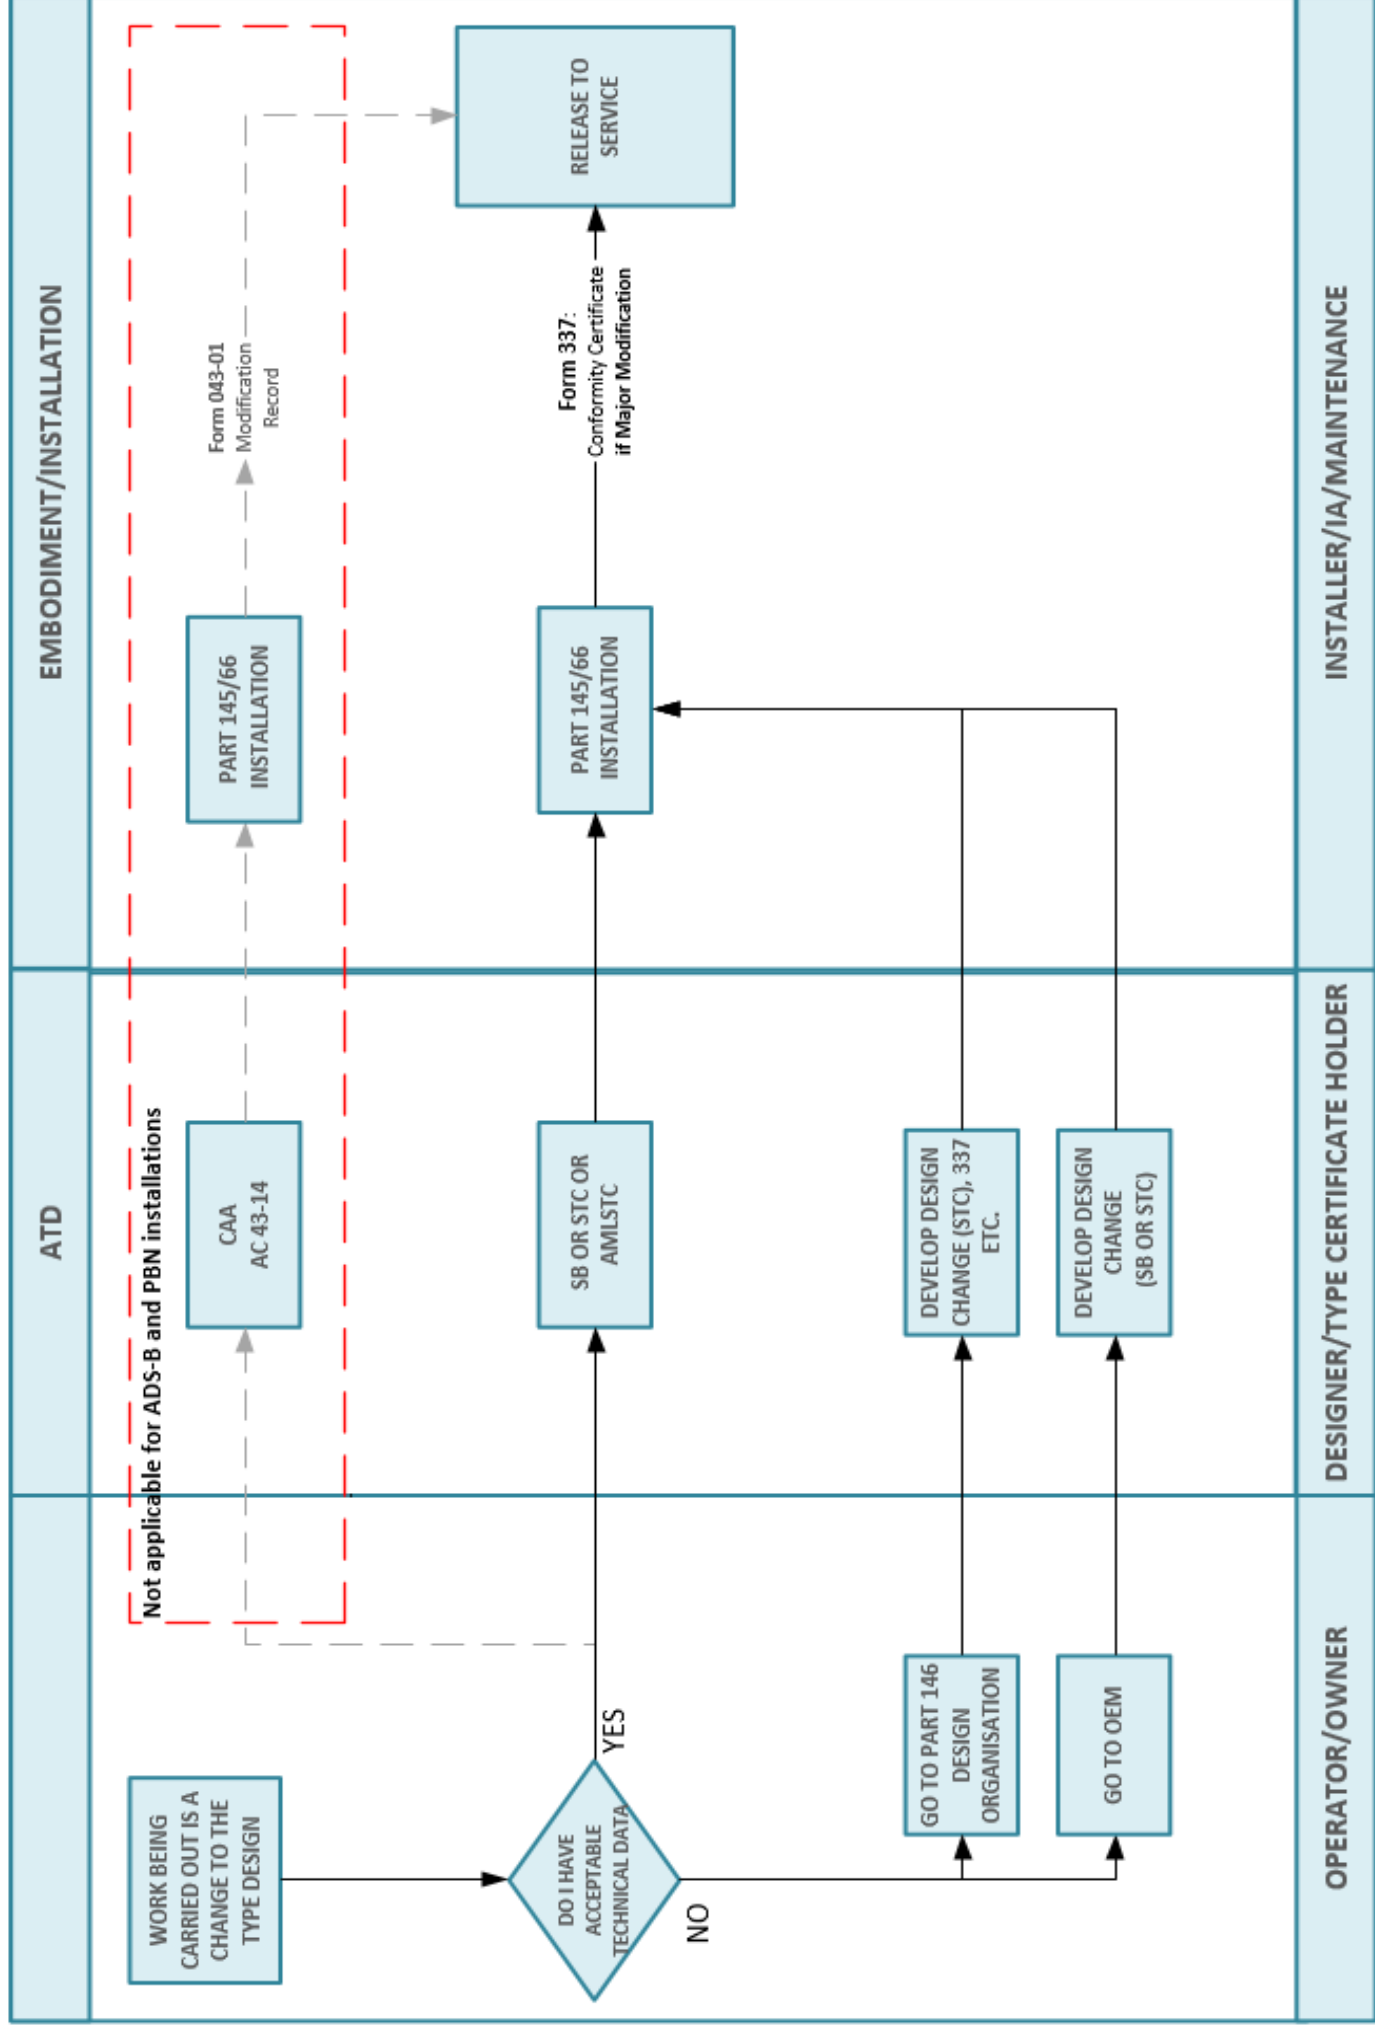 ATD
EMBODIMENT/INSTALLATION
Not applicable for ADS-B and PBN installations
WORK BEING
CARRIED OUT IS A
CHANGE TO THE
TYPE DESIGN
CAA
AC 43-14
PART 145/66
INSTALLATION
Form 043-01
Modification
Record
DO I HAVE
ACCEPTABLE
TECHNICAL DATA
YES
NO
SB OR STC OR
AMLSTC
PART 145/66
INSTALLATION
Form 337:
Conformity Certificate
if Major Modification
RELEASE TO
SERVICE
GO TO PART 146
DESIGN
ORGANISATION
DEVELOP DESIGN
CHANGE (STC), 337
ETC.
GO TO OEM
DEVELOP DESIGN
CHANGE
(SB OR STC)
OPERATOR/OWNER
DESIGNER/TYPE CERTIFICATE HOLDER
INSTALLER/IA/MAINTENANCE